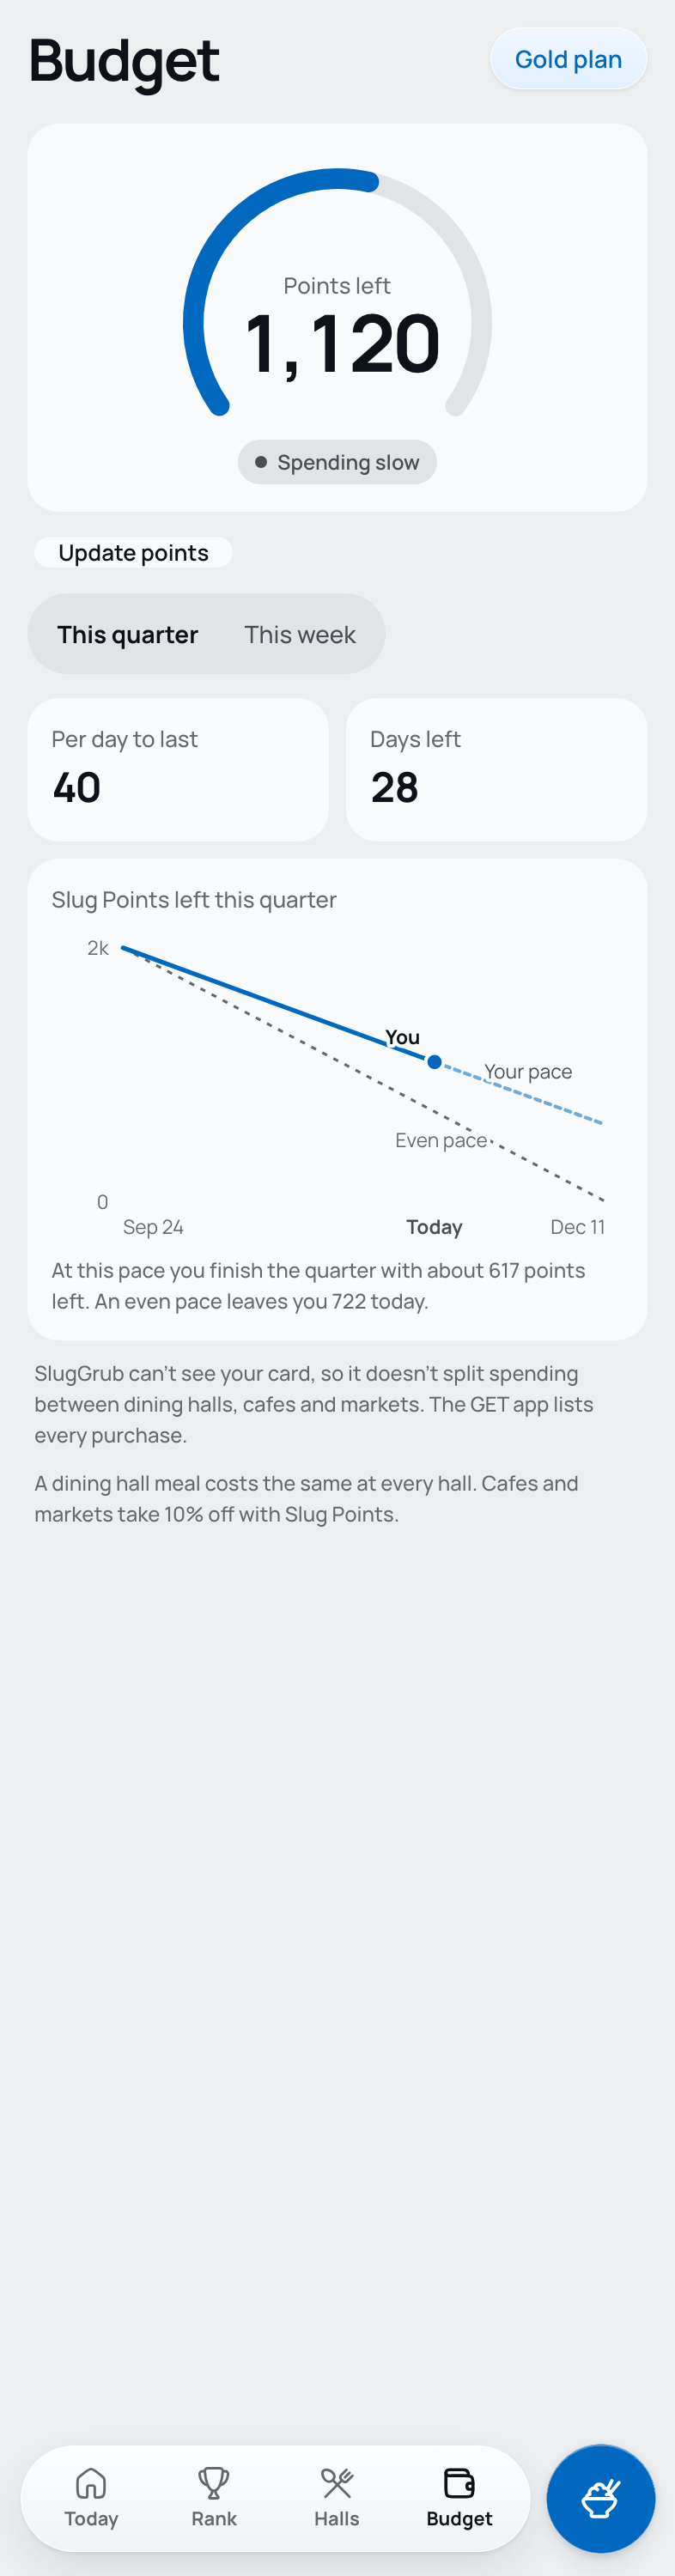 Budget
Gold plan
Points left
1,120
Spending slow
Update points
This quarter
This week
Per day to last
40
Days left
28
Slug Points left this quarter
2k
You
Your pace
Even pace
0
Sep 24
Today
Dec 11
At this pace you finish the quarter with about 617 points
left. An even pace leaves you 722 today.
SlugGrub can't see your card, so it doesn't split spending
between dining halls, cafes and markets. The GET app lists
every purchase.
A dining hall meal costs the same at every hall. Cafes and
markets take 10% off with Slug Points.
Today
Rank
Halls
Budget